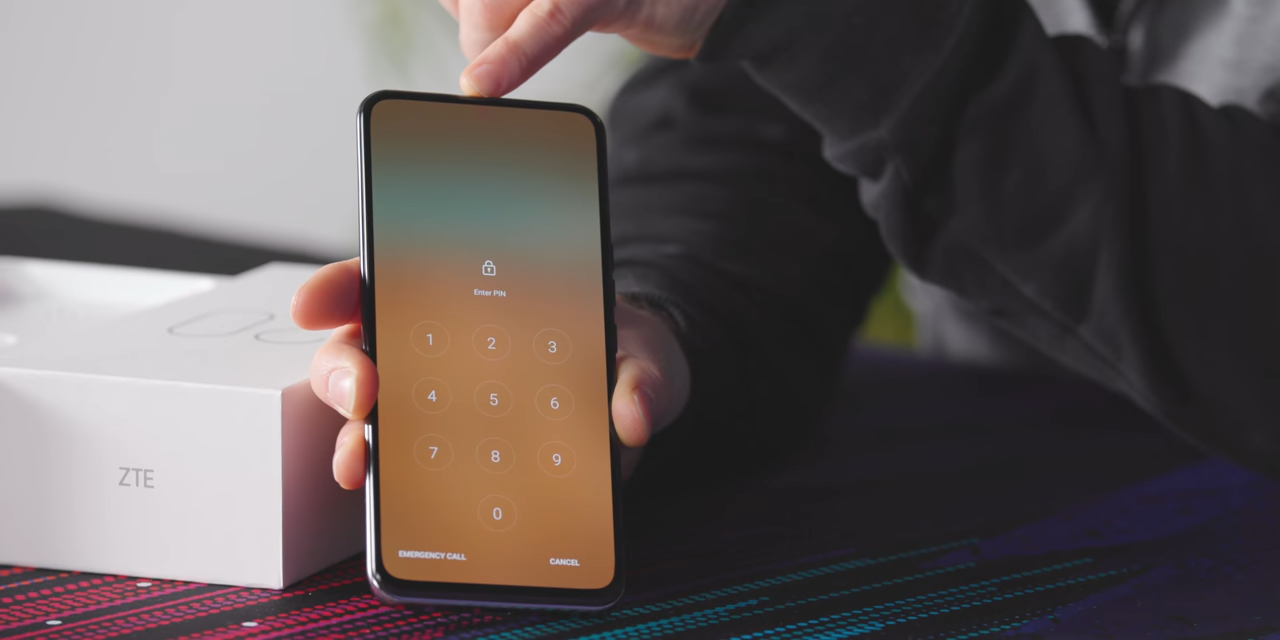 Enter PIN
1 2 3
4 5 6
7 8 9
0
EMERGENCY CALL CANCEL
ZTE